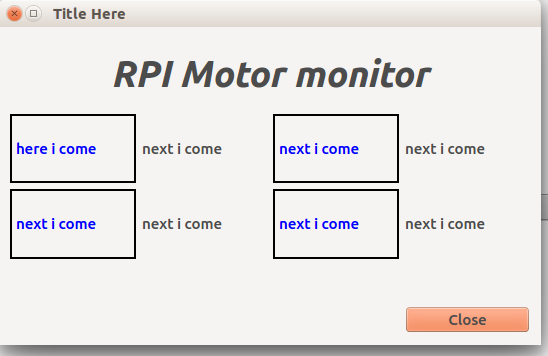 Title Here
RPI Motor monitor
here i come next i come next i come next i come
next i come next i come next i come next i come
Close